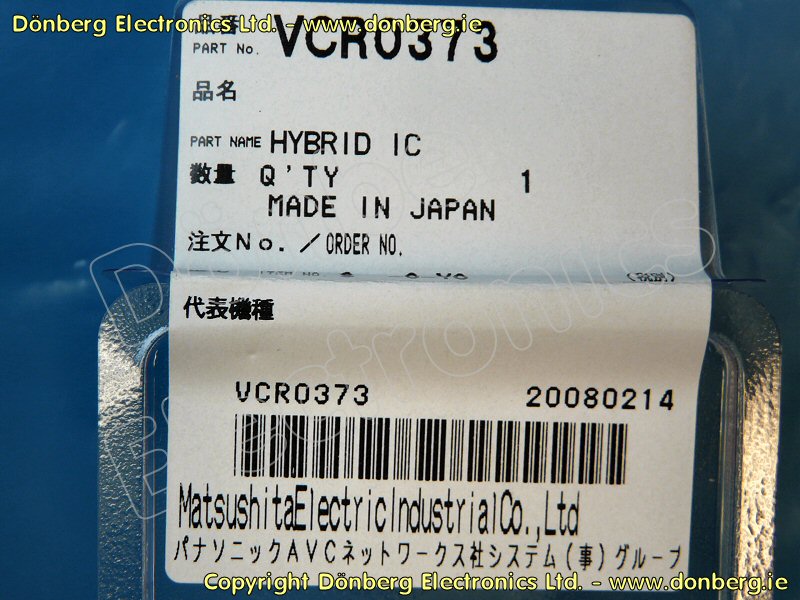 Dönberg Electronics Ltd. - www.donberg.ie
PART No. VCR0373
品名
PART NAME HYBRID IC
数量 Q'TY 1
MADE IN JAPAN
注文No./ORDER NO.
代表機種
VCR0373 20080214
MatsushitaElectricIndustrialCo.,Ltd
パナソニックAVCネットワークス社システム(事)グループ
Copyright Dönberg Electronics Ltd. - www.donberg.ie
Dönberg
Electronics